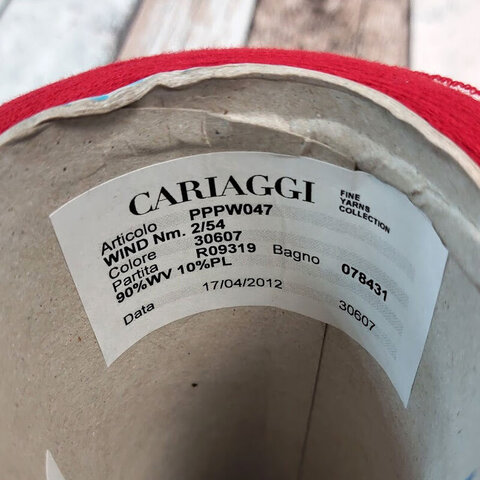 CARIAGGI
FINE
YARNS
COLLECTION
Articolo PPPW047
WIND Nm. 2/54
Colore 30607
Partita R09319 Bagno 078431
90%WV 10%PL
Data 17/04/2012 30607